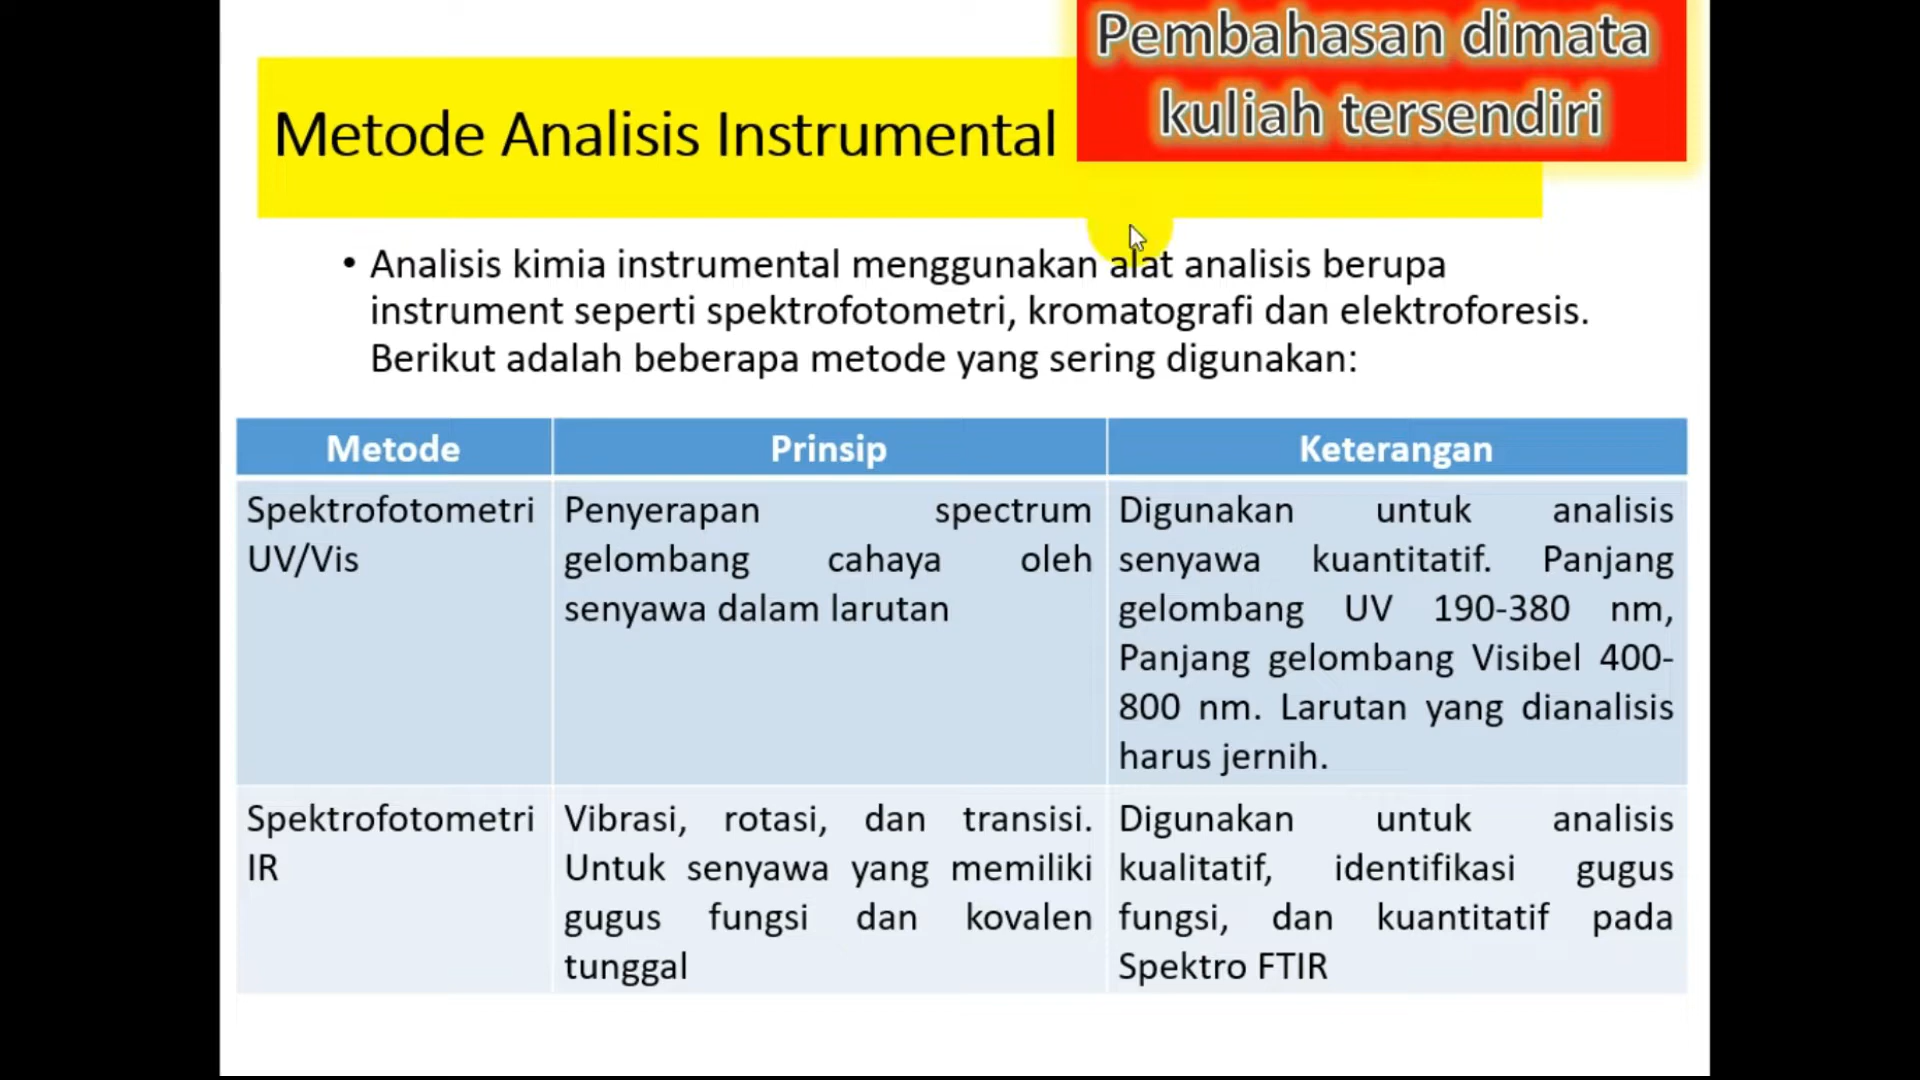 Pembahasan dimata
kuliah tersendiri
Metode Analisis Instrumental
• Analisis kimia instrumental menggunakan alat analisis berupa
instrument seperti spektrofotometri, kromatografi dan elektroforesis.
Berikut adalah beberapa metode yang sering digunakan:
Metode
Prinsip
Keterangan
Spektrofotometri
UV/Vis
Penyerapan spectrum
gelombang cahaya oleh
senyawa dalam larutan
Digunakan untuk analisis
senyawa kuantitatif. Panjang
gelombang UV 190-380 nm,
Panjang gelombang Visibel 400-
800 nm. Larutan yang dianalisis
harus jernih.
Spektrofotometri
IR
Vibrasi, rotasi, dan transisi.
Untuk senyawa yang memiliki
gugus fungsi dan kovalen
tunggal
Digunakan untuk analisis
kualitatif, identifikasi gugus
fungsi, dan kuantitatif pada
Spektro FTIR